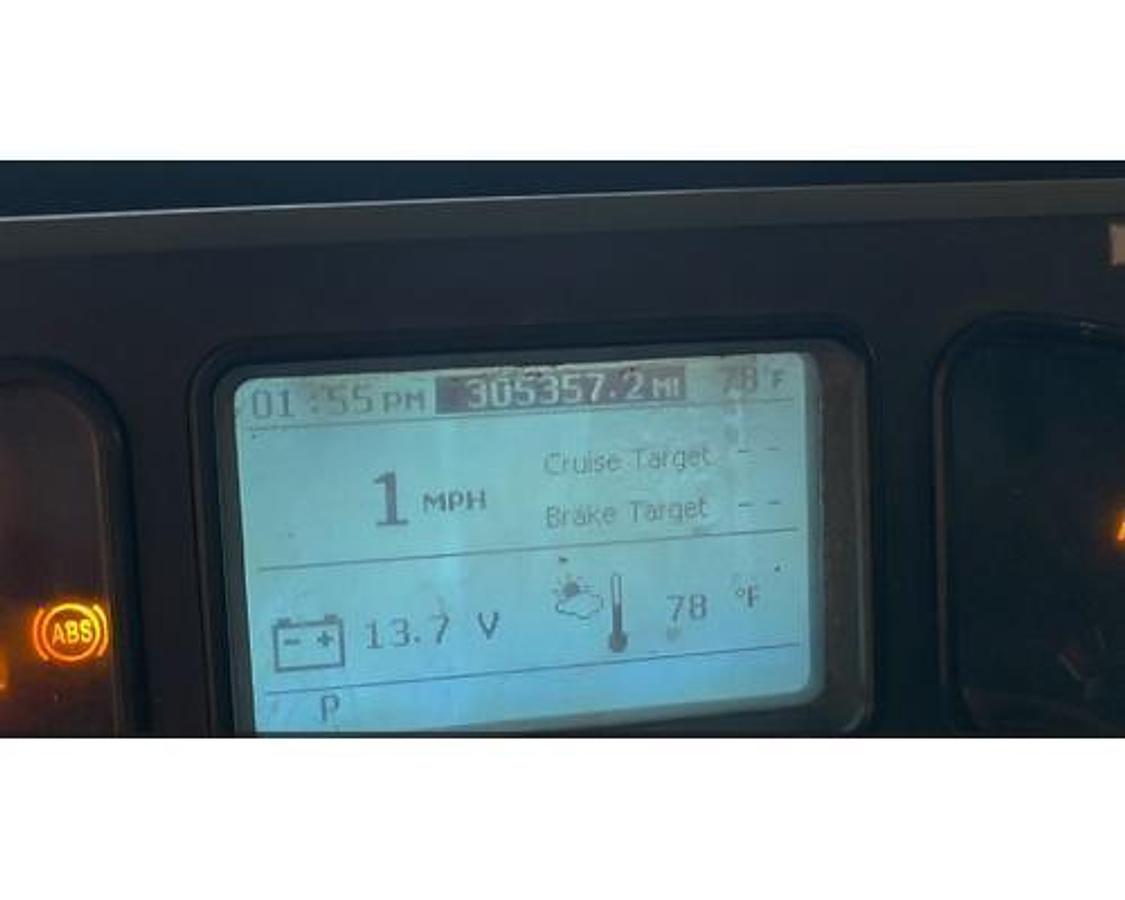 01:55 PM 305357.2 MI 78°F
Cruise Target --
1 MPH
Brake Target --
ABS
- + 13.7 V 78 °F
P